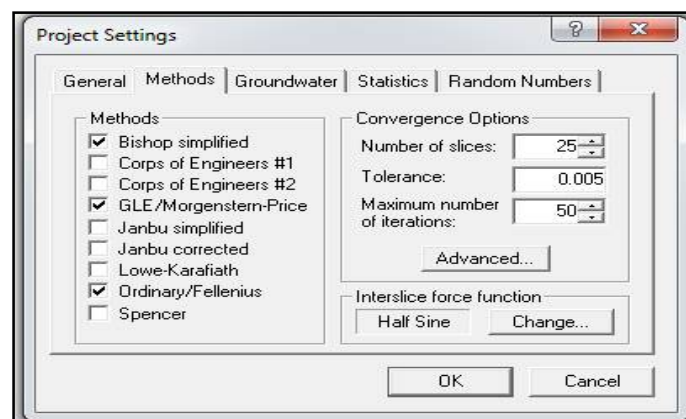 Project Settings
General Methods Groundwater Statistics Random Numbers
Methods
Bishop simplified
Corps of Engineers #1
Corps of Engineers #2
GLE/Morgenstern-Price
Janbu simplified
Janbu corrected
Lowe-Karafiath
Ordinary/Fellenius
Spencer
Convergence Options
Number of slices: 25
Tolerance: 0.005
Maximum number
of iterations: 50
Advanced...
Interslice force function
Half Sine Change...
OK Cancel